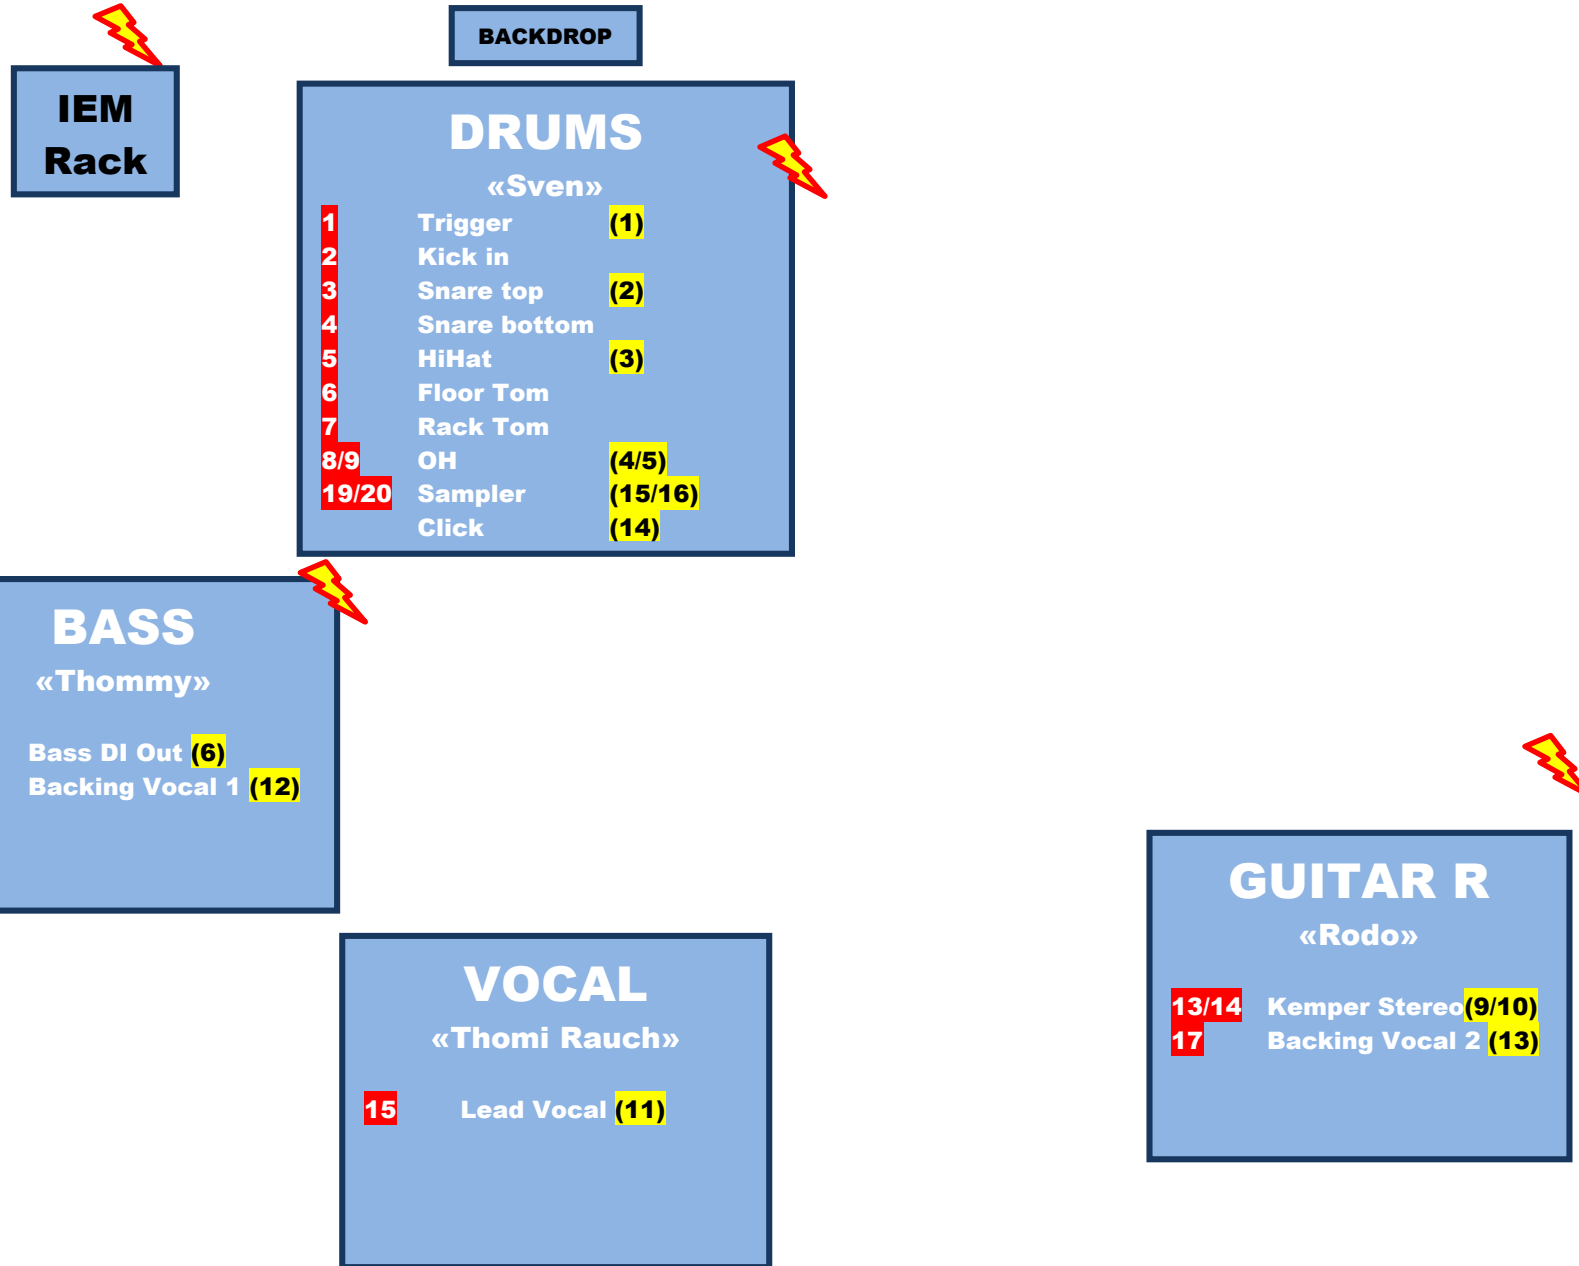 BACKDROP
IEM
Rack
DRUMS
«Sven»
1 Trigger (1)
2 Kick in
3 Snare top (2)
4 Snare bottom
5 HiHat (3)
6 Floor Tom
7 Rack Tom
8/9 OH (4/5)
19/20 Sampler (15/16)
Click (14)
BASS
«Thommy»
Bass DI Out (6)
Backing Vocal 1 (12)
GUITAR R
«Rodo»
13/14 Kemper Stereo(9/10)
17 Backing Vocal 2 (13)
VOCAL
«Thomi Rauch»
15 Lead Vocal (11)